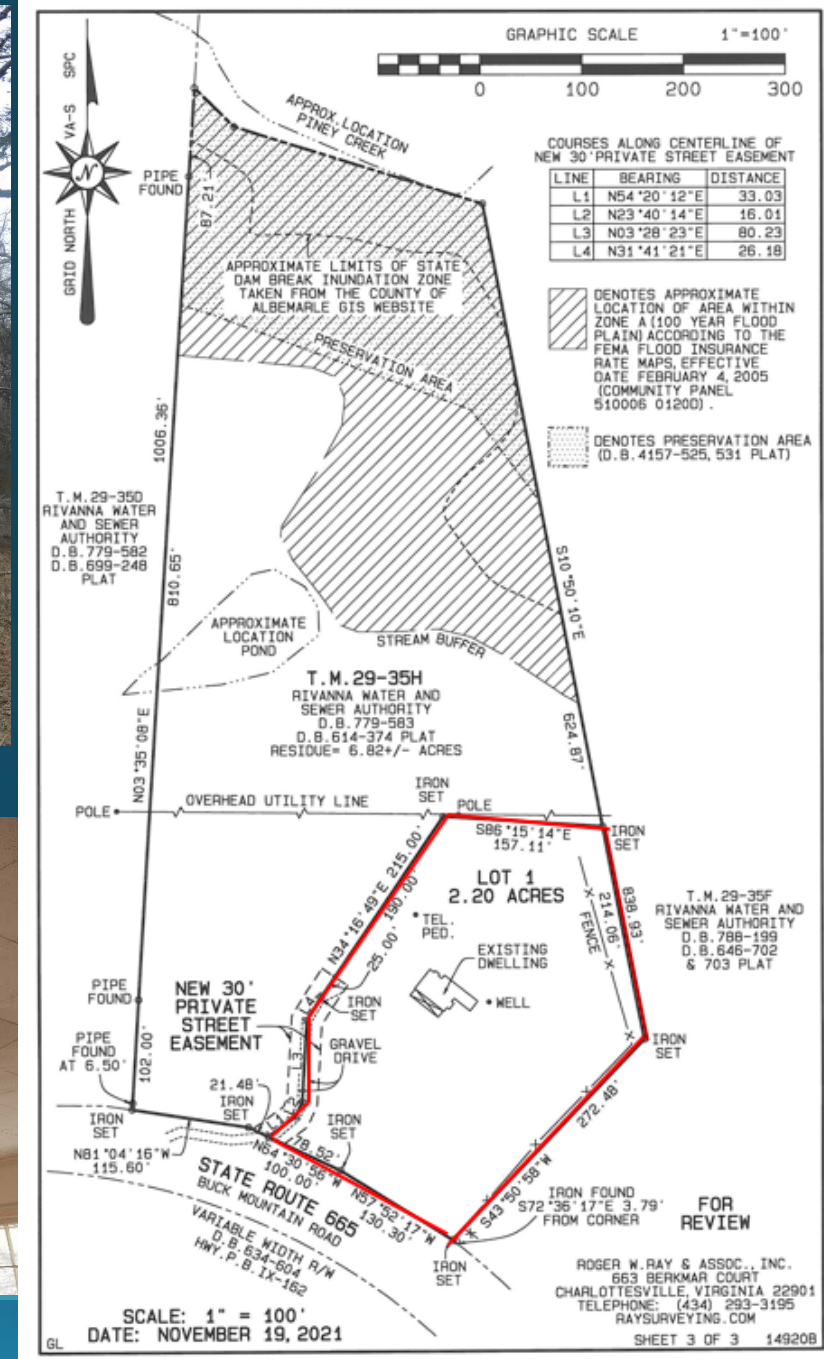 GRAPHIC SCALE 1"=100'
0 100 200 300
VA-S SPC
GRID NORTH
N
APPROX. LOCATION
PINEY CREEK
COURSES ALONG CENTERLINE OF
NEW 30' PRIVATE STREET EASEMENT
LINE BEARING DISTANCE
L1 N54°20'12"E 33.03
L2 N23°40'14"E 16.01
L3 N03°28'23"E 80.23
L4 N31°41'21"E 26.18
PIPE
FOUND
87.21
APPROXIMATE LIMITS OF STATE
DAM BREAK INUNDATION ZONE
TAKEN FROM THE COUNTY OF
ALBEMARLE GIS WEBSITE
DENOTES APPROXIMATE
LOCATION OF AREA WITHIN
ZONE A (100 YEAR FLOOD
PLAIN) ACCORDING TO THE
FEMA FLOOD INSURANCE
RATE MAPS, EFFECTIVE
DATE FEBRUARY 4, 2005
(COMMUNITY PANEL
510006 0120D).
PRESERVATION AREA
DENOTES PRESERVATION AREA
(D.B.4157-525, 531 PLAT)
1006.36'
T.M.29-35D
RIVANNA WATER
AND SEWER
AUTHORITY
D.B.779-582
D.B.699-248
PLAT
810.65'
S10°50'10"E
APPROXIMATE
LOCATION
POND
STREAM BUFFER
T.M.29-35H
RIVANNA WATER AND
SEWER AUTHORITY
D.B.779-583
D.B.614-374 PLAT
RESIDUE= 6.82+/- ACRES
N03°35'08"E
624.87'
POLE
OVERHEAD UTILITY LINE
IRON
SET
POLE
S86°15'14"E
157.11'
IRON
SET
LOT 1
2.20 ACRES
N34°16'49"E 215.00'
190.00'
25.00'
TEL.
PED.
838.93'
214.06'
FENCE
T.M.29-35F
RIVANNA WATER AND
SEWER AUTHORITY
D.B.788-199
D.B.646-702
& 703 PLAT
EXISTING
DWELLING
WELL
PIPE
FOUND
NEW 30'
PRIVATE
STREET
EASEMENT
L4
IRON
SET
IRON
SET
PIPE
FOUND
AT 6.50'
102.00'
L3
GRAVEL
DRIVE
21.48'
IRON
SET
L1
L2
IRON
SET
IRON
SET
272.48'
N81°04'16"W
115.60'
78.52'
N64°30'56"W
100.00'
N57°52'17"W
130.30'
S43°50'58"W
IRON FOUND
S72°36'17"E 3.79'
FROM CORNER
STATE ROUTE 665
BUCK MOUNTAIN ROAD
VARIABLE WIDTH R/W
D.B.634-604
HWY.P.B.IX-162
IRON
SET
FOR
REVIEW
ROGER W.RAY & ASSOC., INC.
663 BERKMAR COURT
CHARLOTTESVILLE, VIRGINIA 22901
TELEPHONE: (434) 293-3195
RAYSURVEYING.COM
SCALE: 1" = 100'
DATE: NOVEMBER 19, 2021
GL
SHEET 3 OF 3 14920B